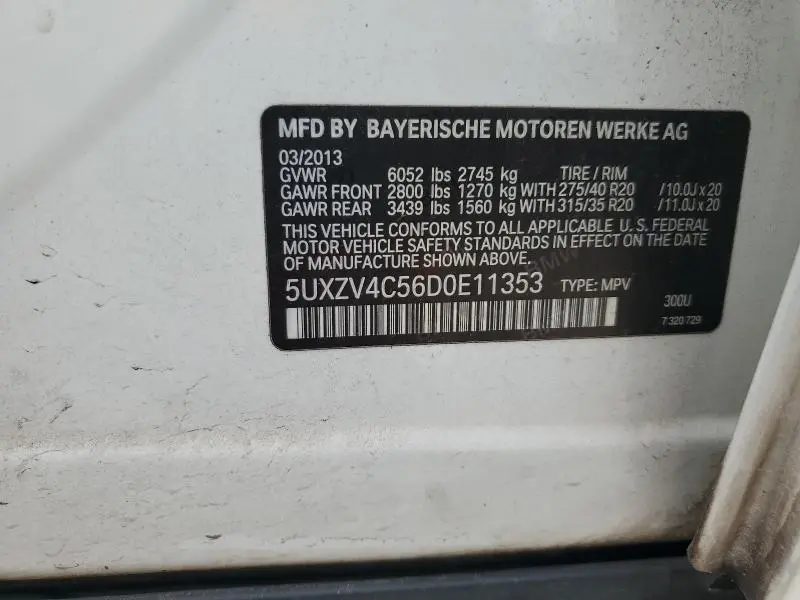 MFD BY BAYERISCHE MOTOREN WERKE AG
03/2013
GVWR 6052 lbs 2745 kg TIRE / RIM
GAWR FRONT 2800 lbs 1270 kg WITH 275/40 R20 /10.0J x 20
GAWR REAR 3439 lbs 1560 kg WITH 315/35 R20 /11.0J x 20
THIS VEHICLE CONFORMS TO ALL APPLICABLE U. S. FEDERAL
MOTOR VEHICLE SAFETY STANDARDS IN EFFECT ON THE DATE
OF MANUFACTURE SHOWN ABOVE.
5UXZV4C56D0E11353 TYPE: MPV
300U
7 320 729